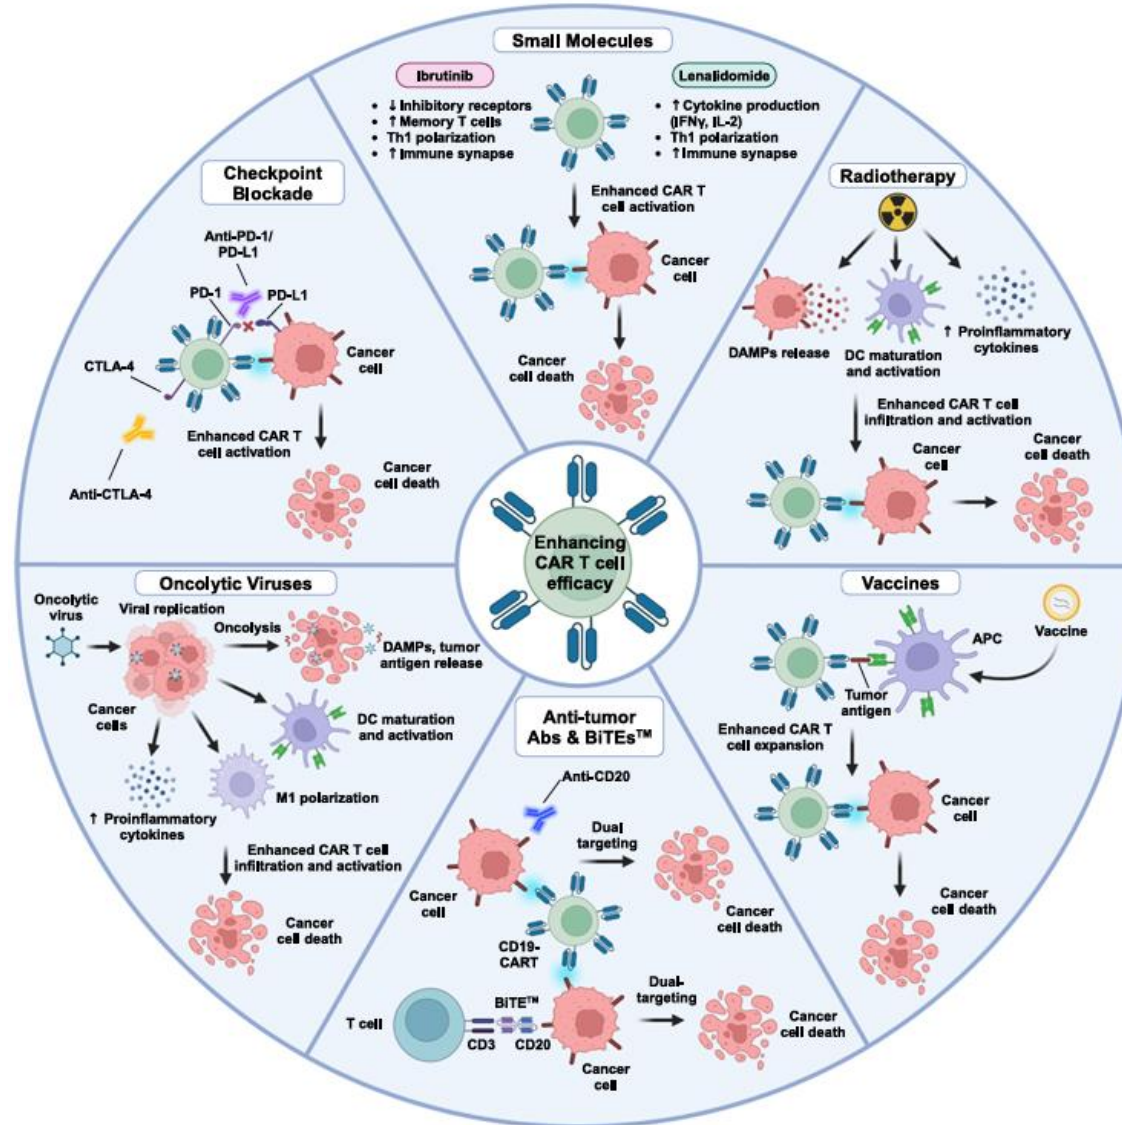 Small Molecules
Ibrutinib
• ↓ Inhibitory receptors
• ↑ Memory T cells
• Th1 polarization
• ↑ Immune synapse
Lenalidomide
• ↑ Cytokine production
(IFNγ, IL-2)
• Th1 polarization
• ↑ Immune synapse
Enhanced CAR T
cell activation
Cancer
cell
Cancer
cell death
Radiotherapy
DAMPs release
DC maturation
and activation
↑ Proinflammatory
cytokines
Enhanced CAR T cell
infiltration and activation
Cancer
cell
Cancer
cell death
Checkpoint
Blockade
Anti-PD-1/
PD-L1
PD-1
PD-L1
CTLA-4
Cancer
cell
Enhanced CAR T
cell activation
Anti-CTLA-4
Cancer
cell death
Enhancing
CAR T cell
efficacy
Oncolytic Viruses
Oncolytic
virus
Viral replication
Oncolysis
DAMPs, tumor
antigen release
Cancer
cells
DC maturation
and activation
M1 polarization
↑ Proinflammatory
cytokines
Enhanced CAR T cell
infiltration and activation
Cancer
cell death
Vaccines
Vaccine
APC
Tumor
antigen
Enhanced CAR T
cell expansion
Cancer
cell
Cancer
cell death
Anti-tumor
Abs & BiTEs™
Anti-CD20
Dual
targeting
Cancer
cell
Cancer
cell death
CD19-
CART
T cell
BiTE™
CD3
CD20
Dual-
targeting
Cancer
cell
Cancer
cell death